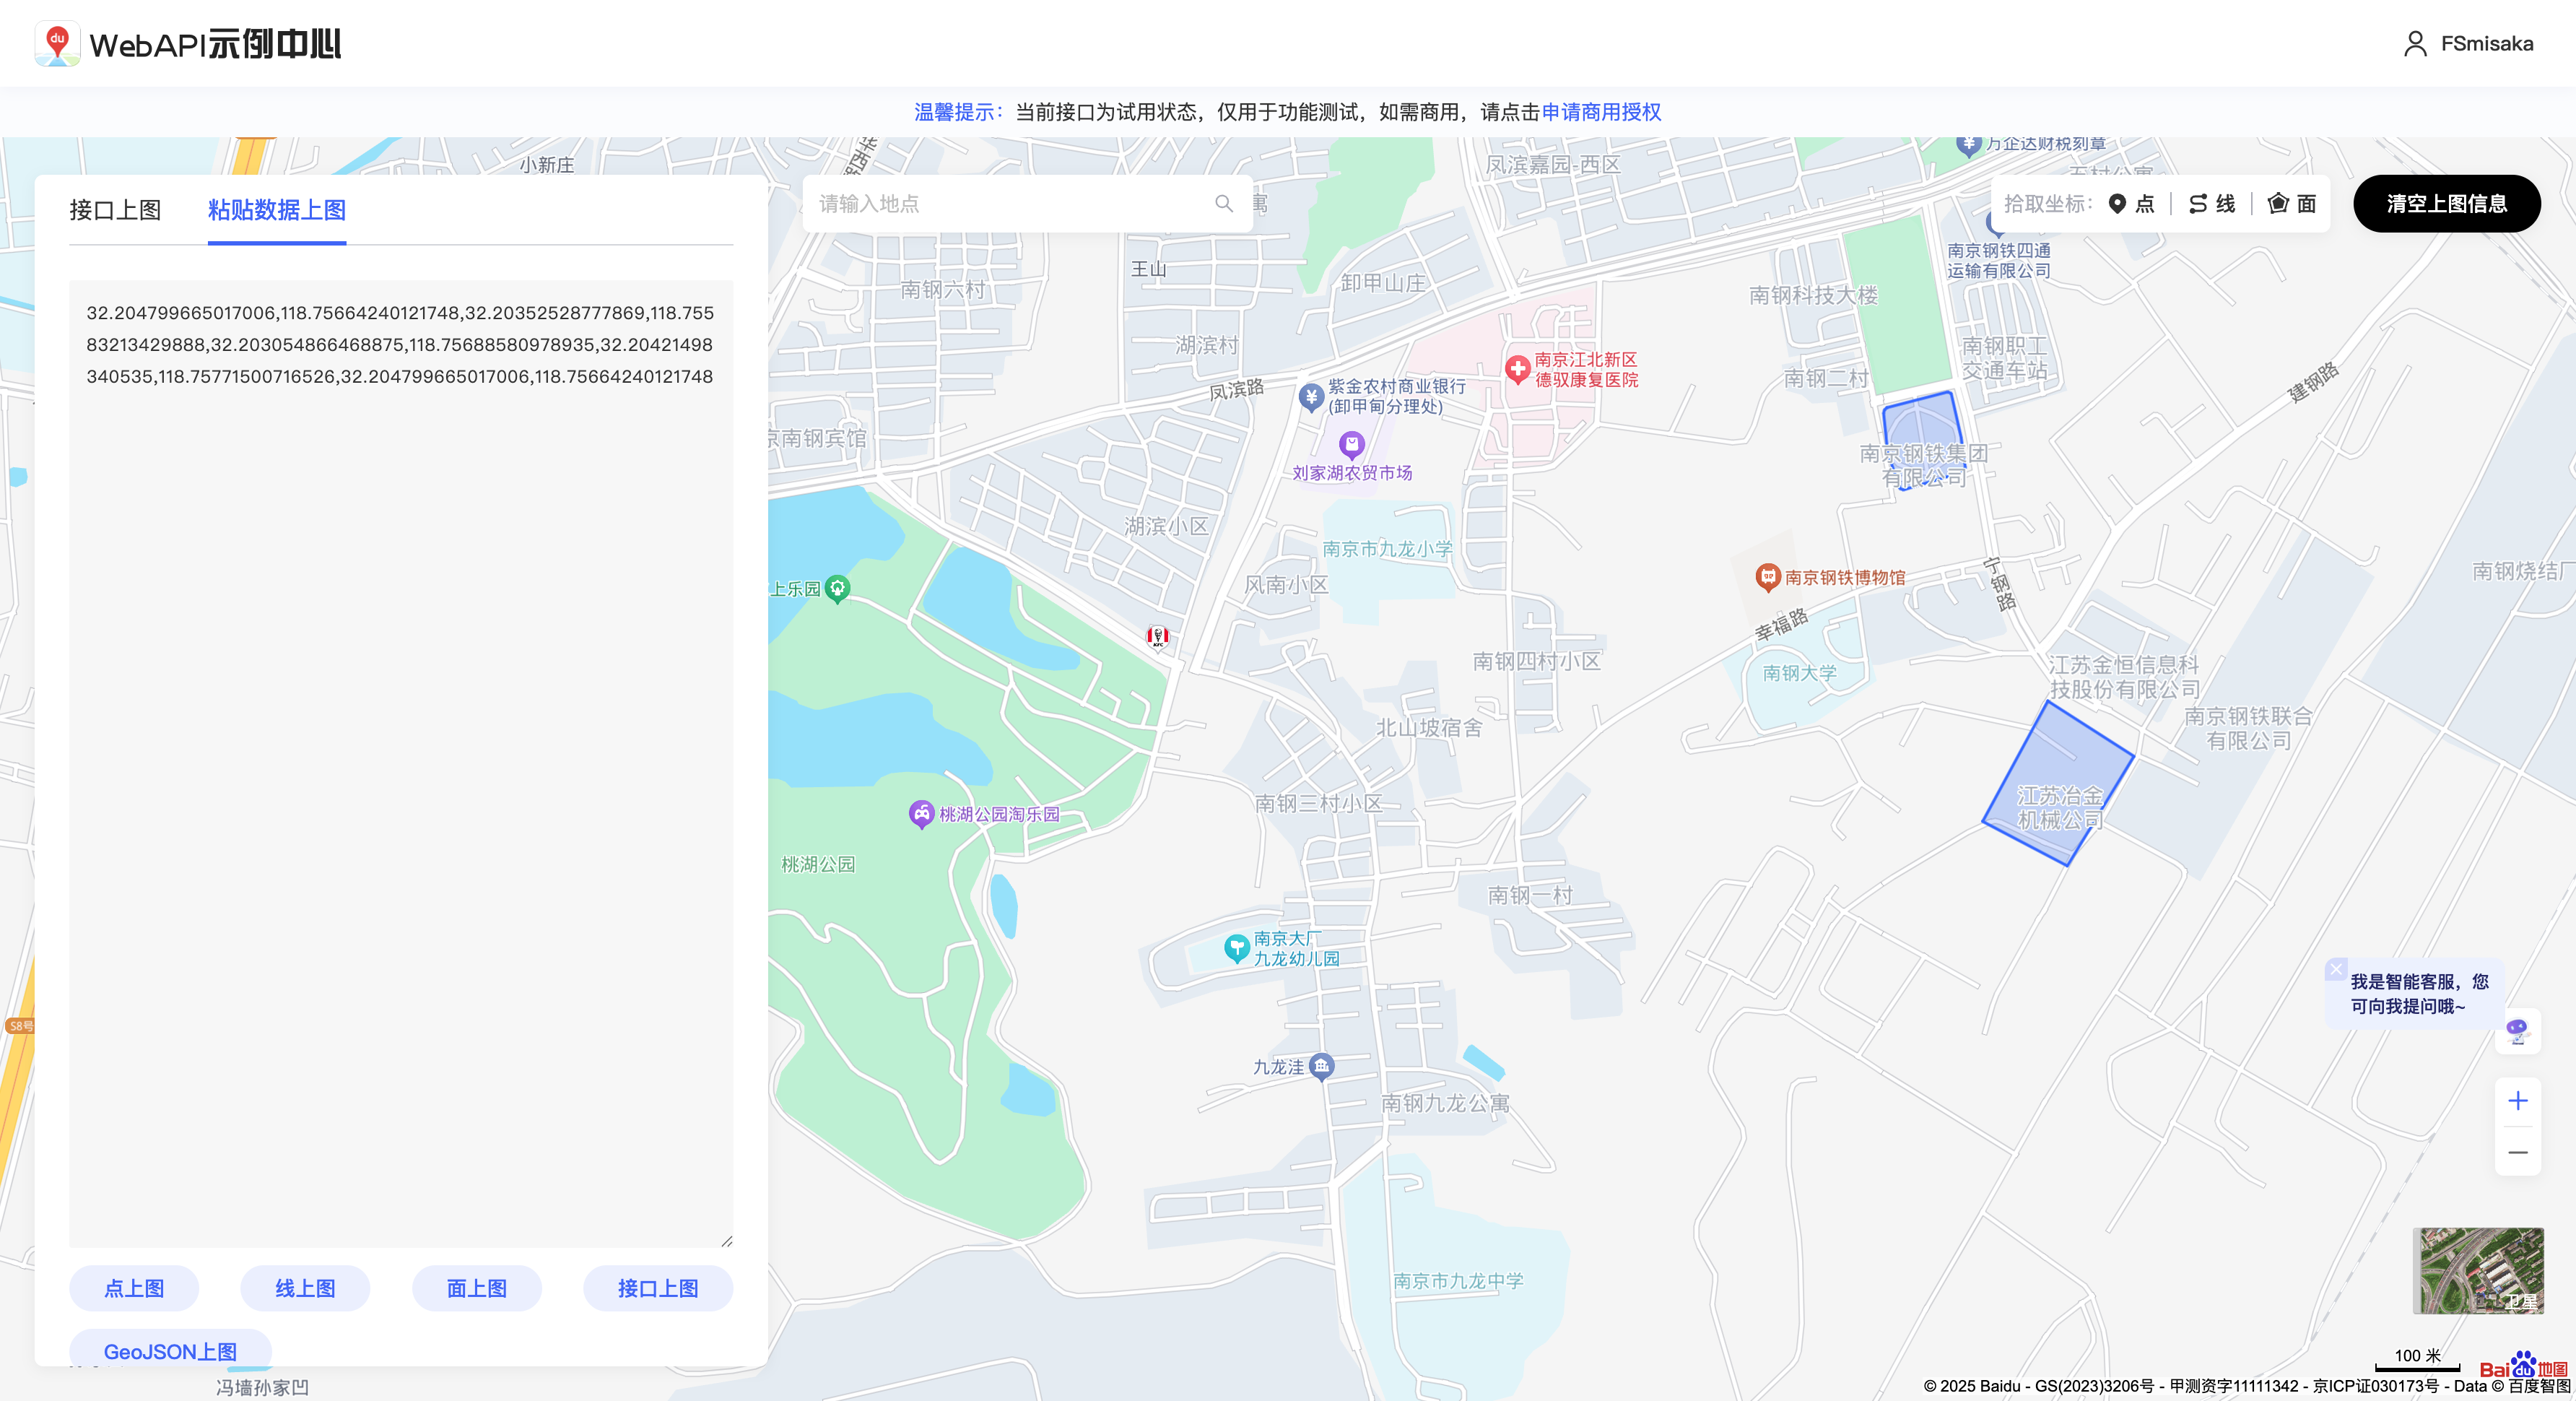 du WebAPI示例中心
FSmisaka
温馨提示：当前接口为试用状态，仅用于功能测试，如需商用，请点击申请商用授权
接口上图
粘贴数据上图
32.204799665017006,118.75664240121748,32.20352528777869,118.755
83213429888,32.203054866468875,118.75688580978935,32.20421498
340535,118.75771500716526,32.204799665017006,118.75664240121748
点上图
线上图
面上图
接口上图
GeoJSON上图
请输入地点
拾取坐标：
点
线
面
清空上图信息
小新庄
凤滨嘉园-西区
万企达财税刻章
五村公寓
寓
王山
南钢六村
卸甲山庄
湖滨村
凤滨路
南钢科技大楼
南京钢铁四通
运输有限公司
南钢职工
交通车站
南钢二村
建钢路
南京江北新区
德驭康复医院
紫金农村商业银行
(卸甲甸分理处)
刘家湖农贸市场
京南钢宾馆
南京钢铁集团
有限公司
湖滨小区
南京市九龙小学
风南小区
上乐园
KFC
南京钢铁博物馆
宁钢路
幸福路
南钢烧结厂
南钢四村小区
南钢大学
江苏金恒信息科
技股份有限公司
南京钢铁联合
有限公司
北山坡宿舍
江苏冶金
机械公司
南钢三村小区
桃湖公园淘乐园
桃湖公园
南钢一村
南京大厂
九龙幼儿园
S8号
九龙洼
南钢九龙公寓
南京市九龙中学
冯墙孙家凹
我是智能客服，您
可向我提问哦~
卫星
100 米
Bai du 地图
© 2025 Baidu - GS(2023)3206号 - 甲测资字11111342 - 京ICP证030173号 - Data © 百度智图